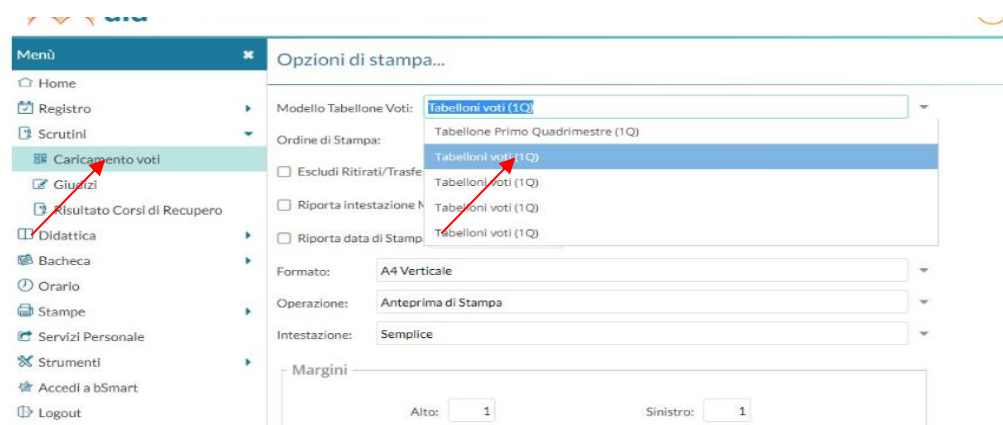 Menù
Home
Registro
Scrutini
Caricamento voti
Giudizi
Risultato Corsi di Recupero
Didattica
Bacheca
Orario
Stampe
Servizi Personale
Strumenti
Accedi a bSmart
Logout
Opzioni di stampa...
Modello Tabellone Voti: Tabelloni voti (1Q)
Tabellone Primo Quadrimestre (1Q)
Tabelloni voti (1Q)
Tabelloni voti (1Q)
Tabelloni voti (1Q)
Tabelloni voti (1Q)
Ordine di Stampa:
Escludi Ritirati/Trasfe
Riporta intestazione
Riporta data di Stamp
Formato: A4 Verticale
Operazione: Anteprima di Stampa
Intestazione: Semplice
Margini
Alto: 1 Sinistro: 1